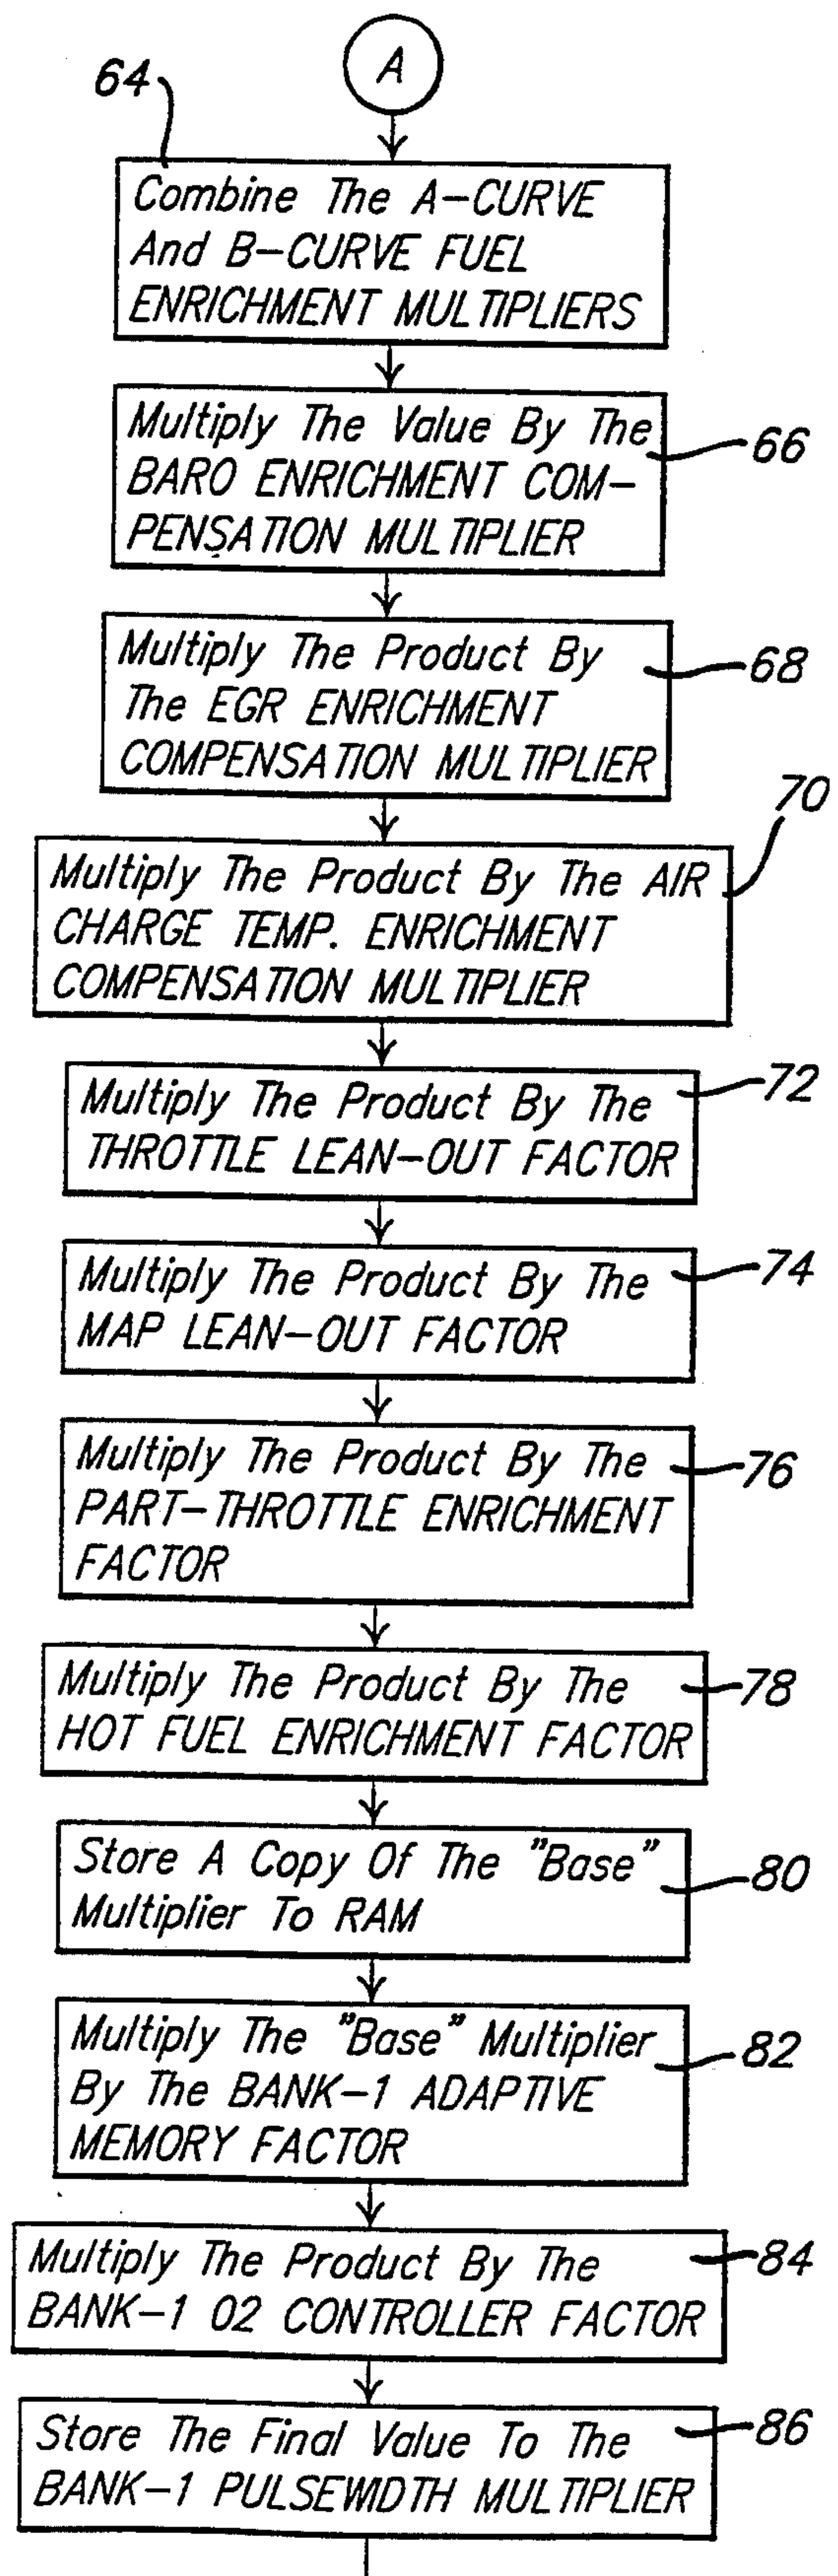 A
64
Combine The A-CURVE
And B-CURVE FUEL
ENRICHMENT MULTIPLIERS
Multiply The Value By The
BARO ENRICHMENT COM-
PENSATION MULTIPLIER
66
Multiply The Product By
The EGR ENRICHMENT
COMPENSATION MULTIPLIER
68
70
Multiply The Product By The AIR
CHARGE TEMP. ENRICHMENT
COMPENSATION MULTIPLIER
Multiply The Product By The
THROTTLE LEAN-OUT FACTOR
72
Multiply The Product By The
MAP LEAN-OUT FACTOR
74
Multiply The Product By The
PART-THROTTLE ENRICHMENT
FACTOR
76
Multiply The Product By The
HOT FUEL ENRICHMENT FACTOR
78
Store A Copy Of The "Base"
Multiplier To RAM
80
Multiply The "Base" Multiplier
By The BANK-1 ADAPTIVE
MEMORY FACTOR
82
Multiply The Product By The
BANK-1 O2 CONTROLLER FACTOR
84
Store The Final Value To The
BANK-1 PULSEWIDTH MULTIPLIER
86